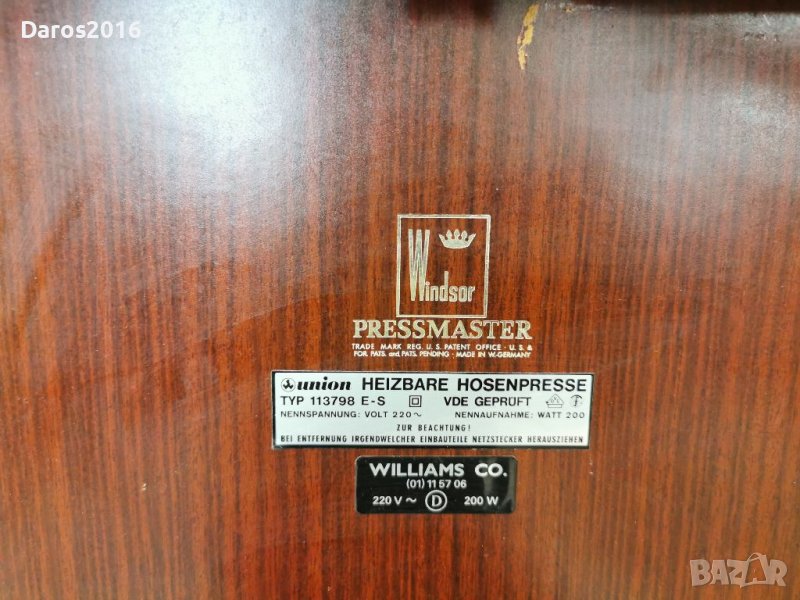 Daros2016
Windsor
PRESSMASTER
TRADE MARK REG. U.S. PATENT OFFICE · U.S. &
FOR. PATS. and PATS. PENDING · MADE IN W. GERMANY
union HEIZBARE HOSENPRESSE
TYP 113798 E-S VDE GEPRÜFT
NENNSPANNUNG: VOLT 220~ NENNAUFNAHME: WATT 200
ZUR BEACHTUNG!
BEI ENTFERNUNG IRGENDWELCHER EINBAUTEILE NETZSTECKER HERAUSZIEHEN
WILLIAMS CO.
(01) 11 57 06
220 V ~ D 200 W
BAZAR